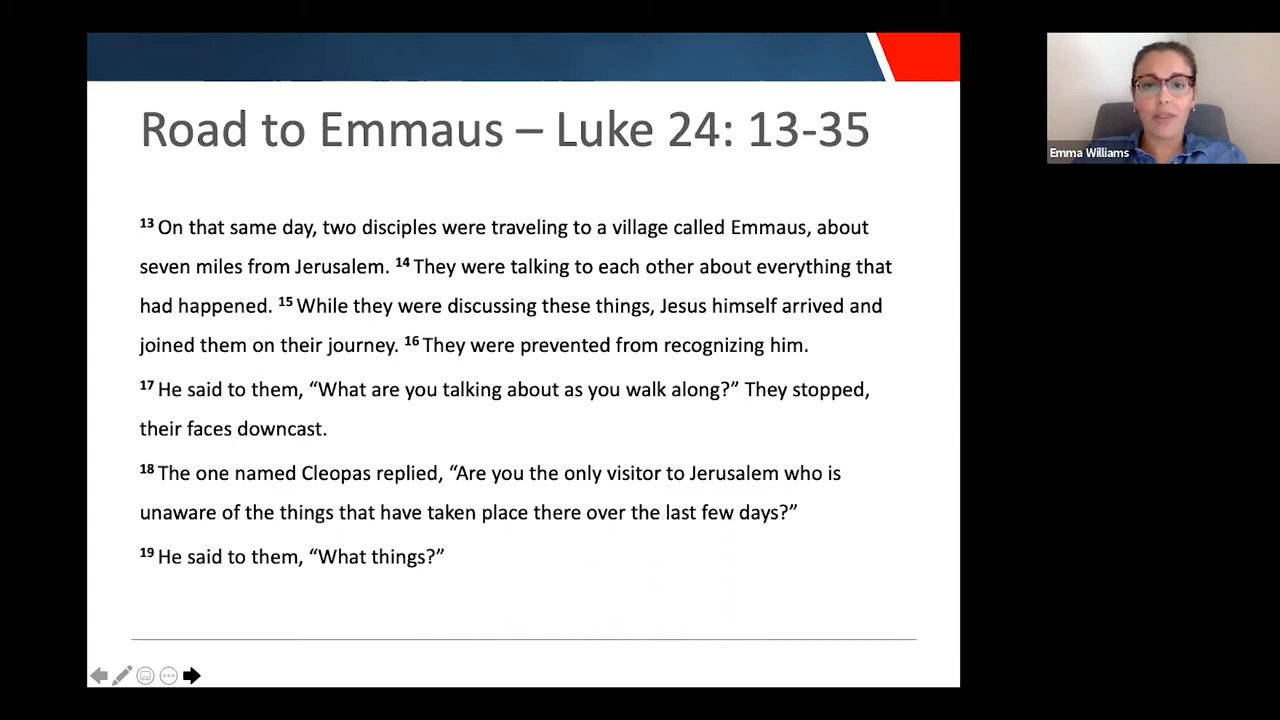 Road to Emmaus – Luke 24: 13-35
13 On that same day, two disciples were traveling to a village called Emmaus, about
seven miles from Jerusalem. 14 They were talking to each other about everything that
had happened. 15 While they were discussing these things, Jesus himself arrived and
joined them on their journey. 16 They were prevented from recognizing him.
17 He said to them, “What are you talking about as you walk along?” They stopped,
their faces downcast.
18 The one named Cleopas replied, “Are you the only visitor to Jerusalem who is
unaware of the things that have taken place there over the last few days?”
19 He said to them, “What things?”
Emma Williams